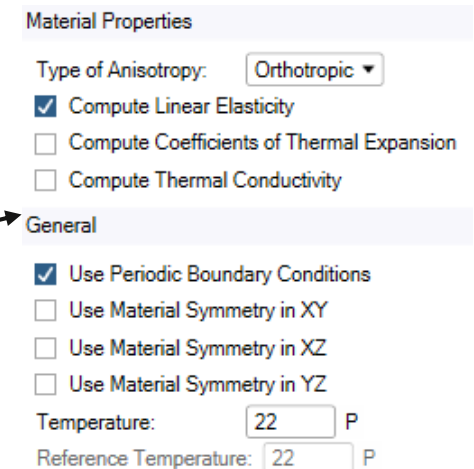 Material Properties
Type of Anisotropy: Orthotropic
Compute Linear Elasticity
Compute Coefficients of Thermal Expansion
Compute Thermal Conductivity
General
Use Periodic Boundary Conditions
Use Material Symmetry in XY
Use Material Symmetry in XZ
Use Material Symmetry in YZ
Temperature: 22 P
Reference Temperature: 22 P